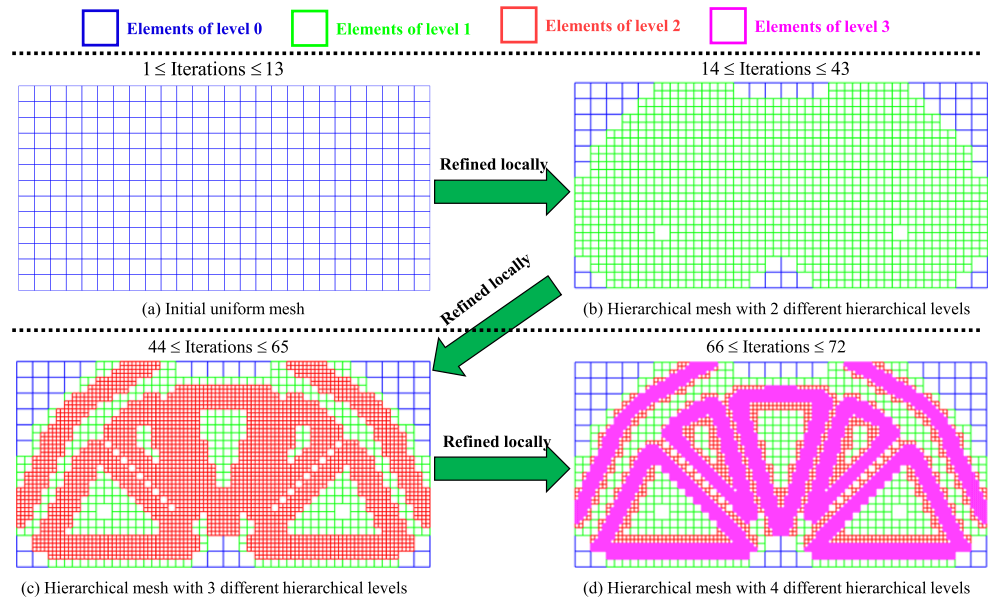 Elements of level 0
Elements of level 1
Elements of level 2
Elements of level 3
1 ≤ Iterations ≤ 13
14 ≤ Iterations ≤ 43
Refined locally
(a) Initial uniform mesh
(b) Hierarchical mesh with 2 different hierarchical levels
Refined locally
44 ≤ Iterations ≤ 65
66 ≤ Iterations ≤ 72
Refined locally
(c) Hierarchical mesh with 3 different hierarchical levels
(d) Hierarchical mesh with 4 different hierarchical levels